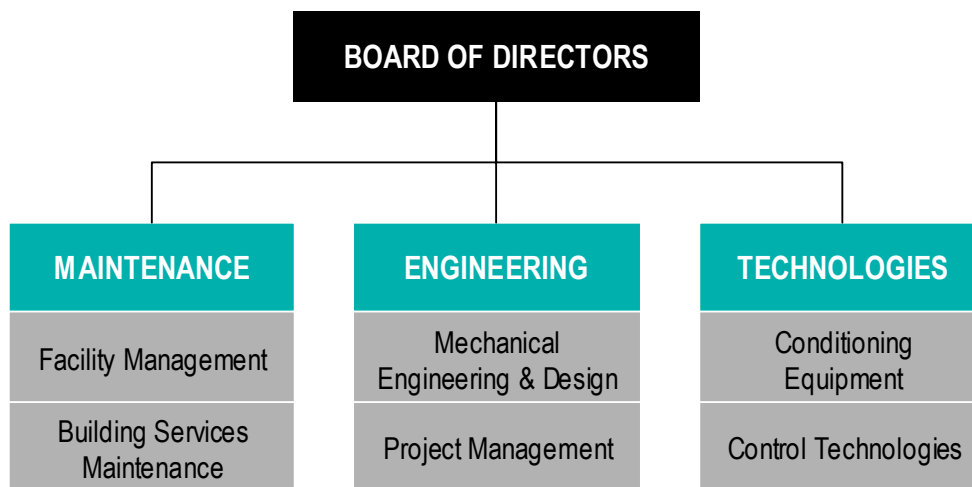 BOARD OF DIRECTORS
MAINTENANCE
Facility Management
Building Services
Maintenance
ENGINEERING
Mechanical
Engineering & Design
Project Management
TECHNOLOGIES
Conditioning
Equipment
Control Technologies